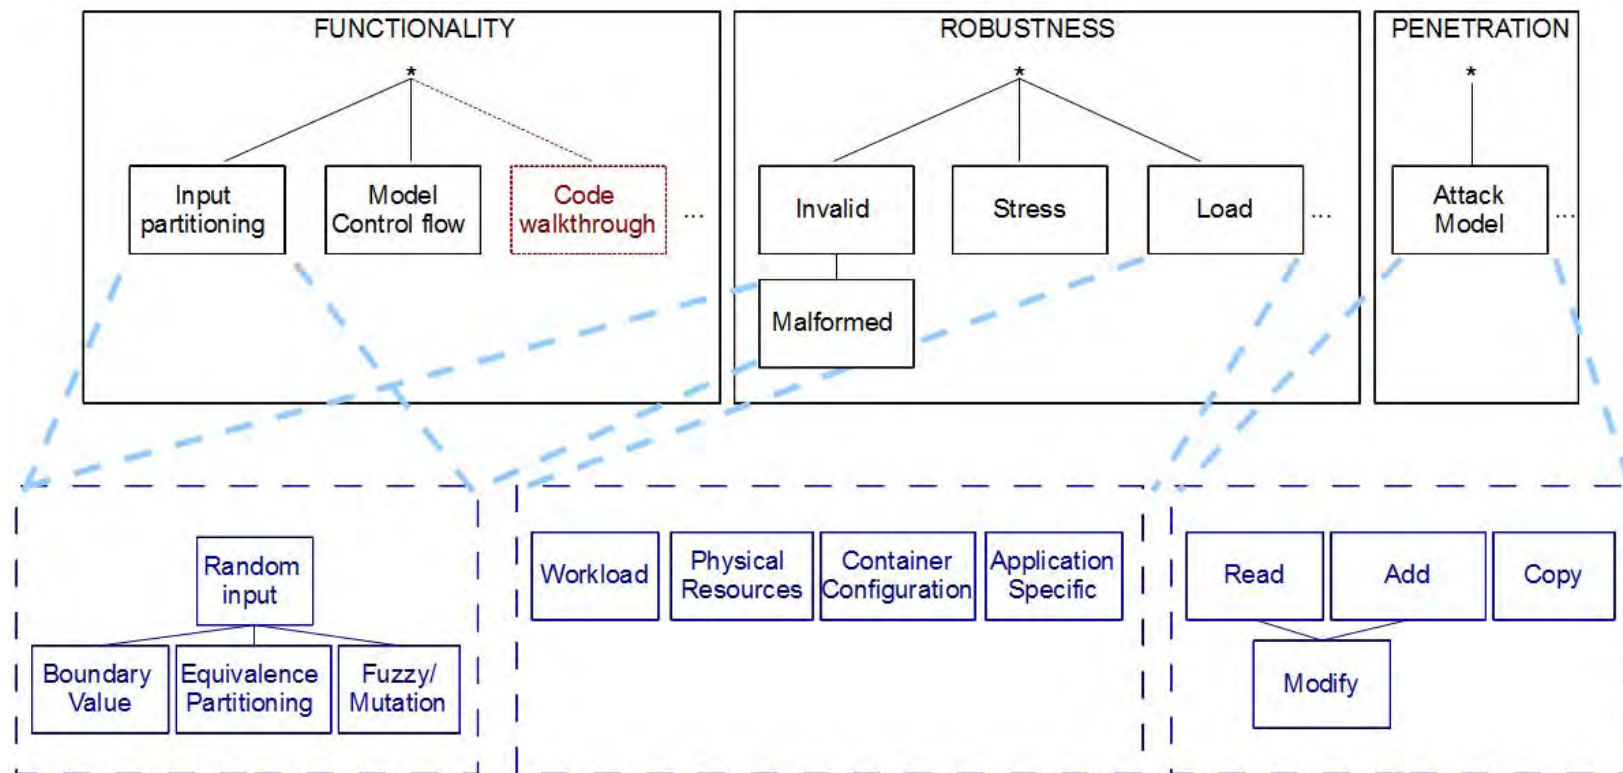 FUNCTIONALITY
*
Input
partitioning
Model
Control flow
Code
walkthrough
...
ROBUSTNESS
*
Invalid
Stress
Load
...
Malformed
PENETRATION
*
Attack
Model
...
Random
input
Boundary
Value
Equivalence
Partitioning
Fuzzy/
Mutation
Workload
Physical
Resources
Container
Configuration
Application
Specific
Read
Add
Copy
Modify